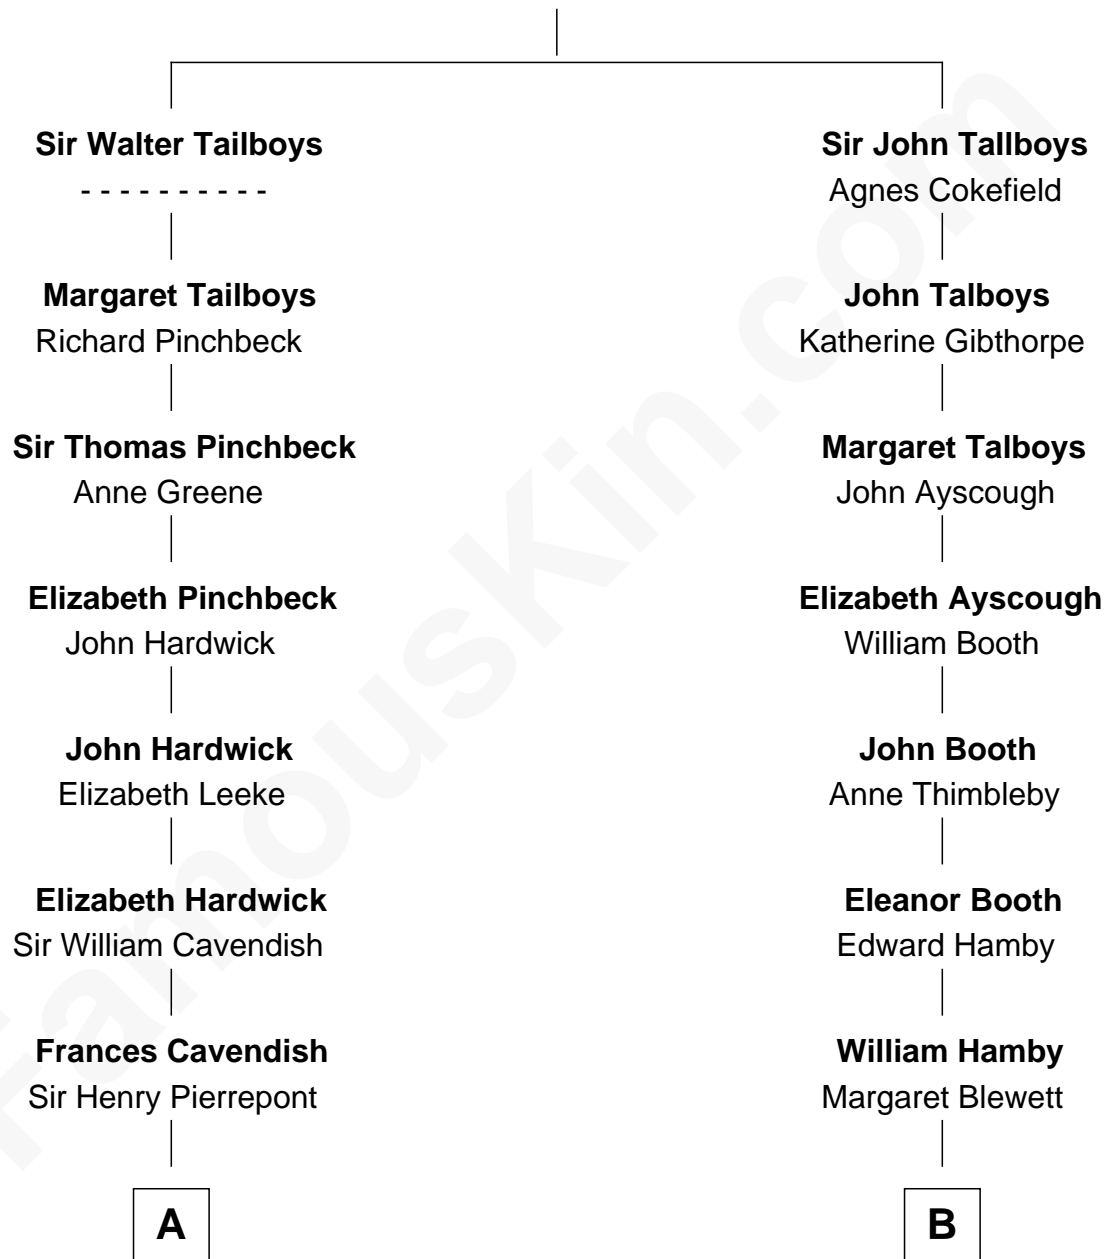 Sir Walter Tailboys
- - - - - - - - - -
Margaret Tailboys
Richard Pinchbeck
Sir Thomas Pinchbeck
Anne Greene
Elizabeth Pinchbeck
John Hardwick
John Hardwick
Elizabeth Leeke
Elizabeth Hardwick
Sir William Cavendish
Frances Cavendish
Sir Henry Pierrepont
A
Sir John Tallboys
Agnes Cokefield
John Talboys
Katherine Gibthorpe
Margaret Talboys
John Ayscough
Elizabeth Ayscough
William Booth
John Booth
Anne Thimbleby
Eleanor Booth
Edward Hamby
William Hamby
Margaret Blewett
B
FamousKin.com